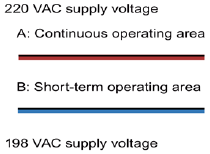 220 VAC supply voltage
A: Continuous operating area
B: Short-term operating area
198 VAC supply voltage